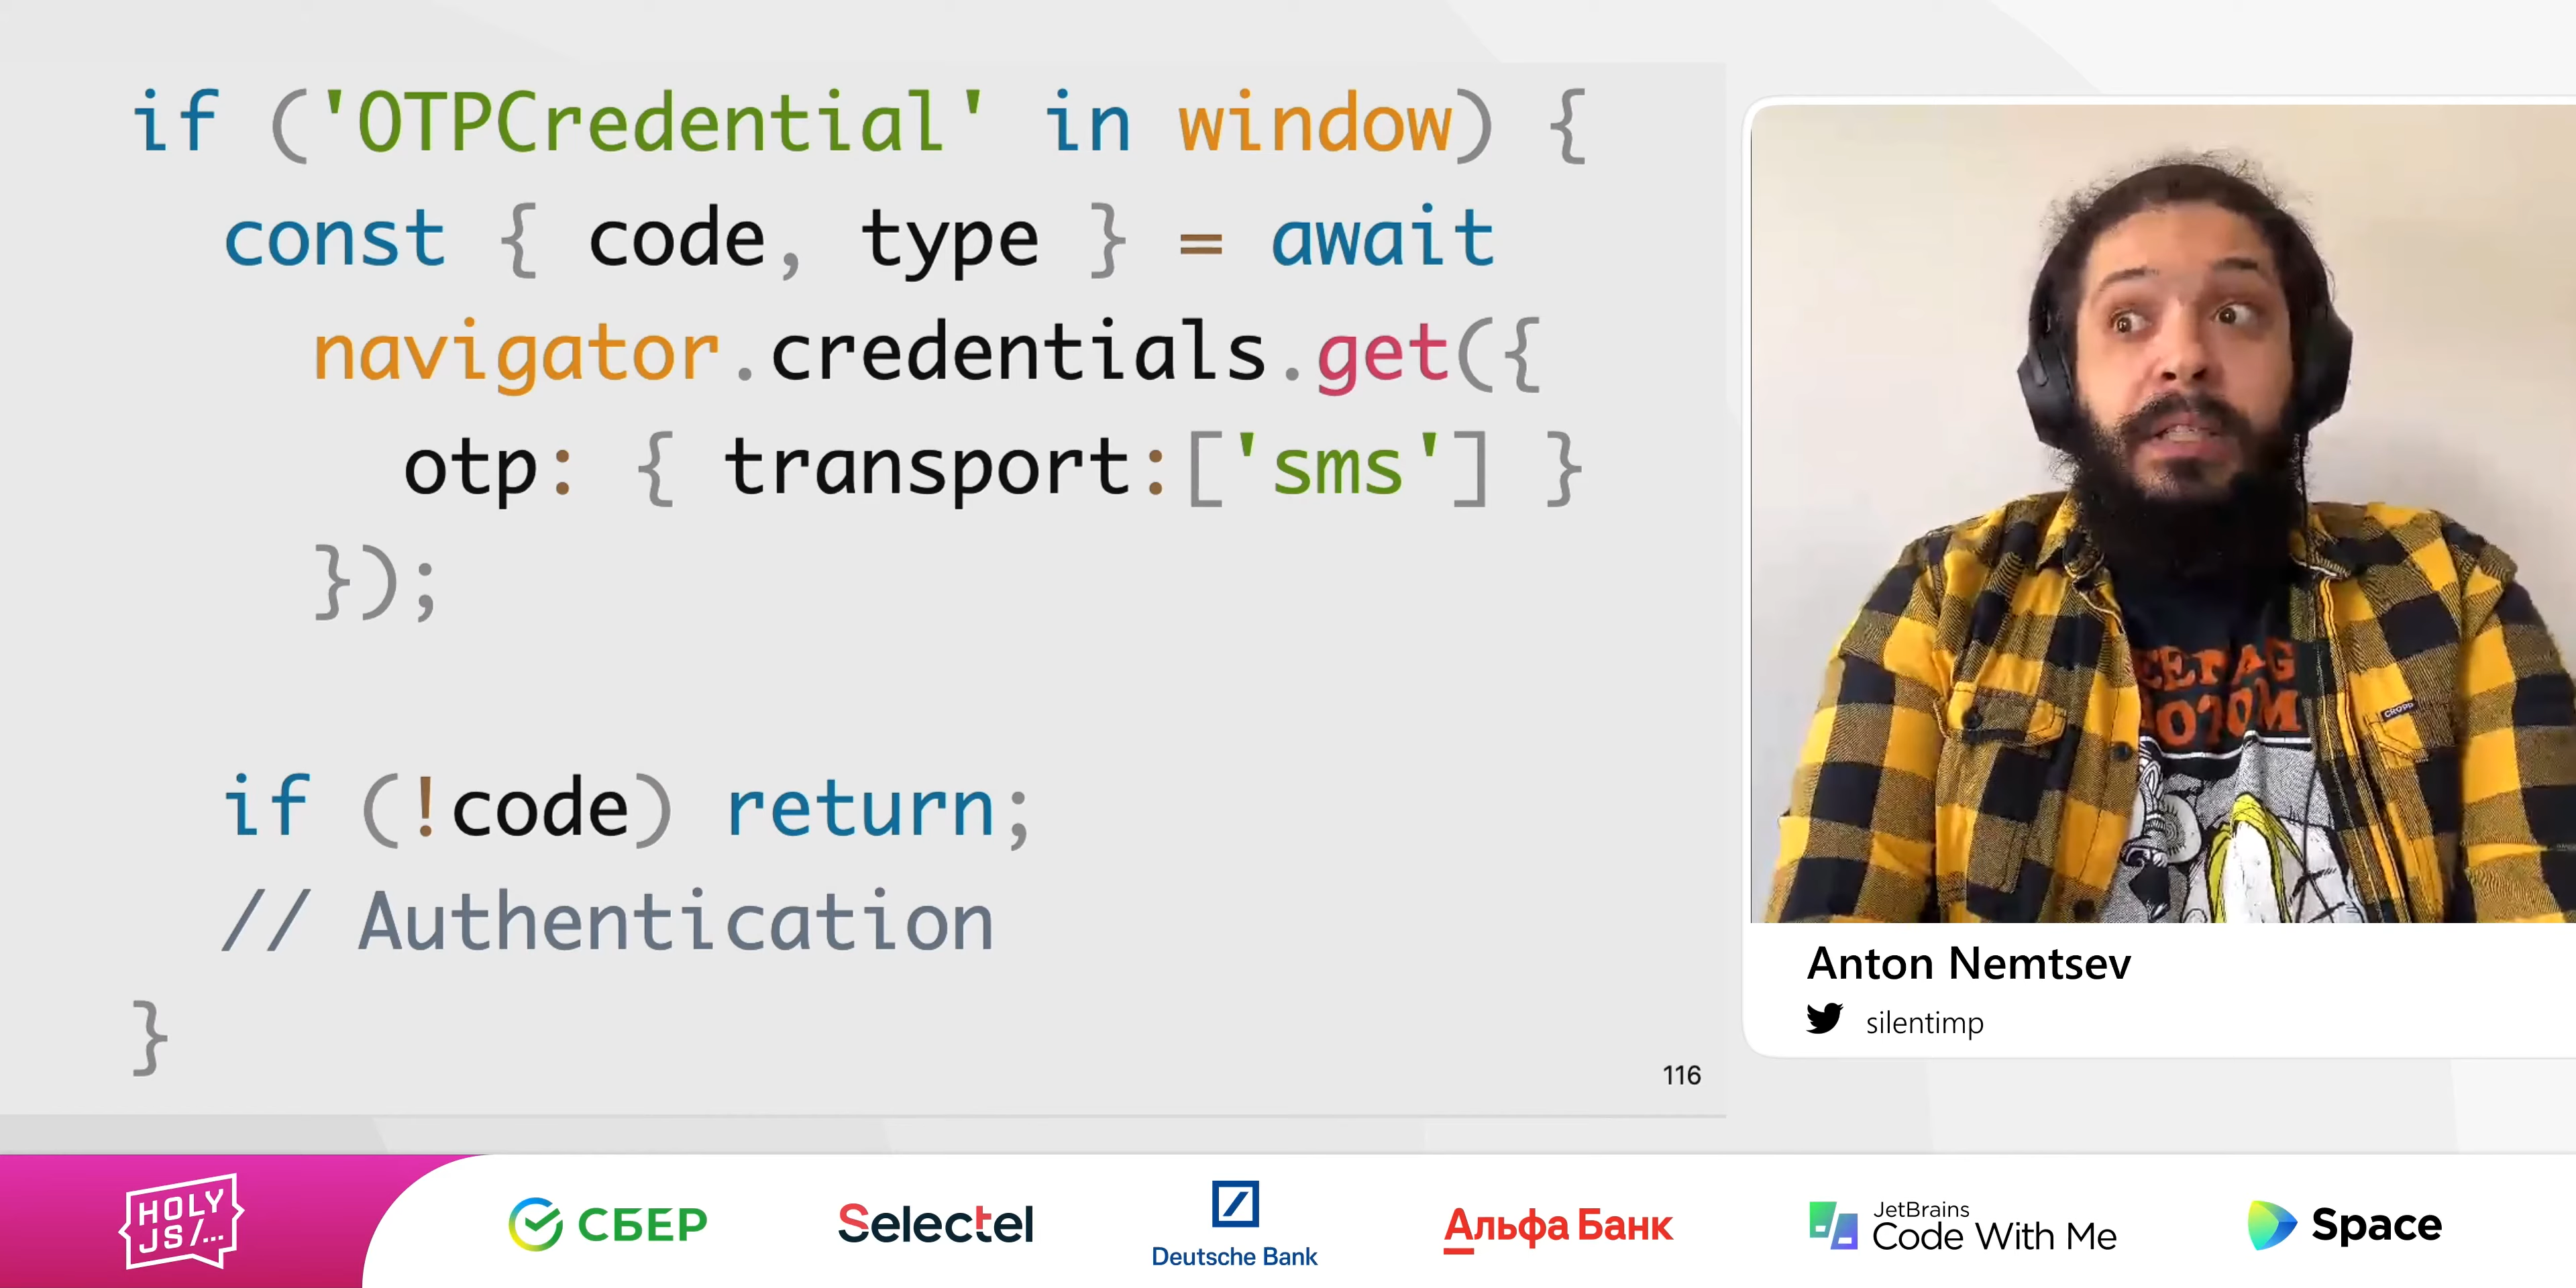 if ('OTPCredential' in window) {
const { code, type } = await
navigator.credentials.get({
otp: { transport:['sms'] }
});
if (!code) return;
// Authentication
}
116
Anton Nemtsev
silentimp
HOLY
JS/...
СБЕР
Selectel
Deutsche Bank
Альфа Банк
JetBrains
Code With Me
Space